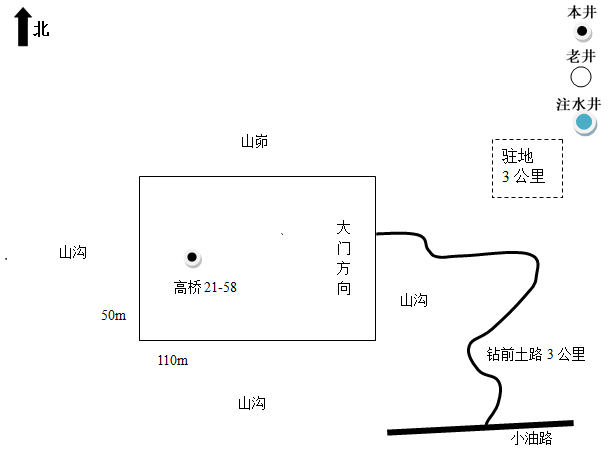 北
本井
老井
注水井
驻地
3 公里
山峁
大
门
方
向
山沟
高桥 21-58
山沟
50m
110m
钻前土路 3 公里
山沟
小油路